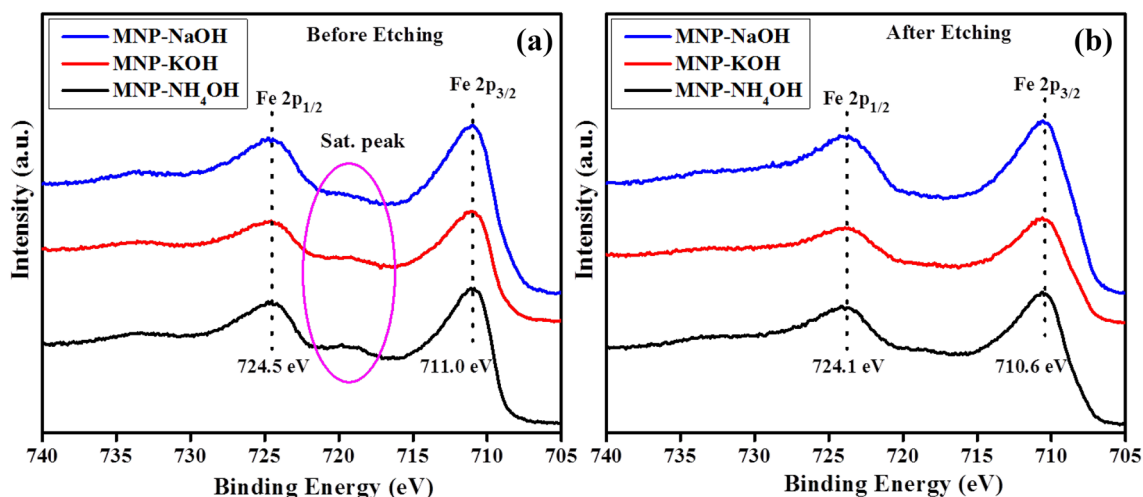 MNP-NaOH
MNP-KOH
MNP-NH₄OH
Before Etching
(a)
Fe 2p₁/₂
Fe 2p₃/₂
Sat. peak
724.5 eV
711.0 eV
Intensity (a.u.)
740 735 730 725 720 715 710 705
Binding Energy (eV)
MNP-NaOH
MNP-KOH
MNP-NH₄OH
After Etching
(b)
Fe 2p₁/₂
Fe 2p₃/₂
724.1 eV
710.6 eV
Intensity (a.u.)
740 735 730 725 720 715 710 705
Binding Energy (eV)